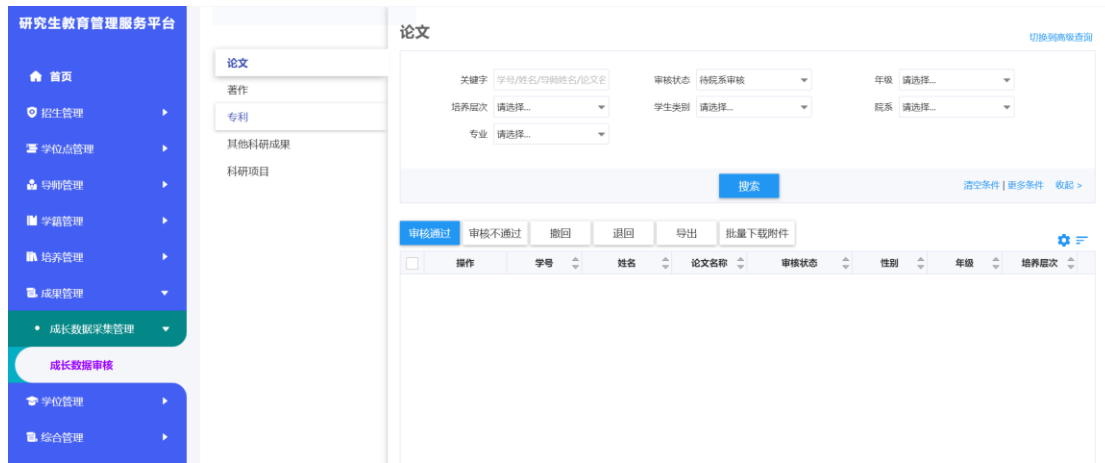 研究生教育管理服务平台
首页
招生管理
学位点管理
导师管理
学籍管理
培养管理
成果管理
成长数据采集管理
成长数据审核
学位管理
综合管理
论文
著作
专利
其他科研成果
科研项目
论文
切换到高级查询
关键字 学号/姓名/导师姓名/论文名 审核状态 待院系审核 年级 请选择...
培养层次 请选择... 学生类别 请选择... 院系 请选择...
专业 请选择...
搜索
清空条件 | 更多条件 收起 >
审核通过 审核不通过 撤回 退回 导出 批量下载附件
操作 学号 姓名 论文名称 审核状态 性别 年级 培养层次